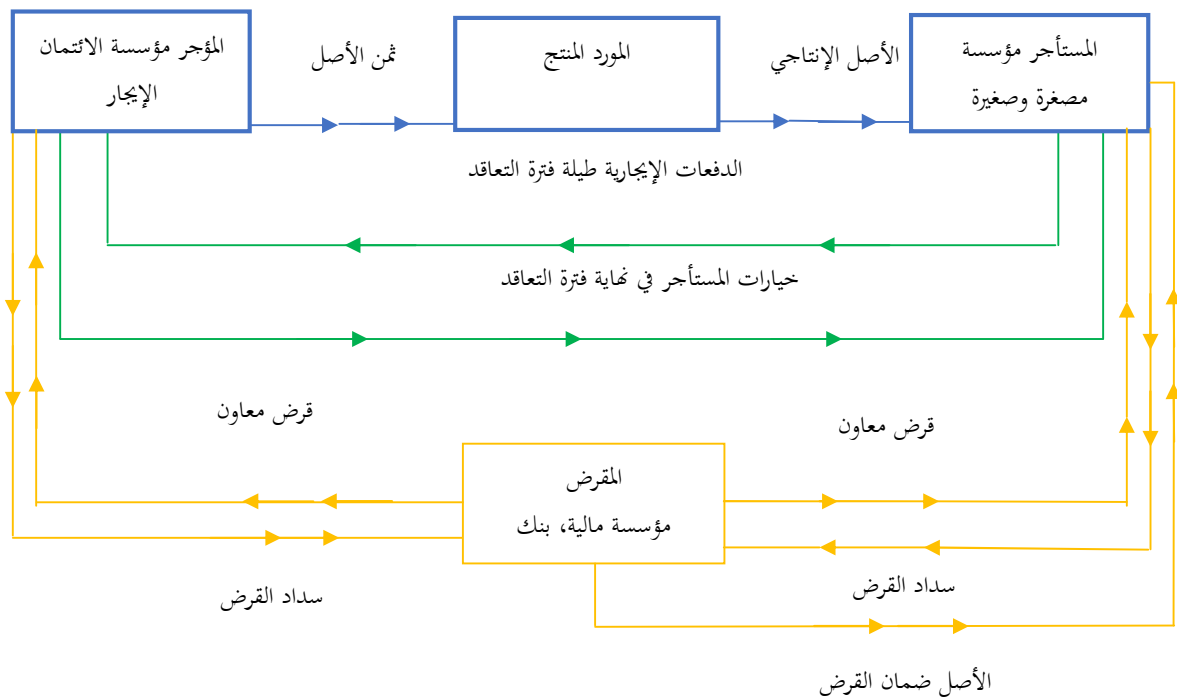 المستأجر مؤسسة
مصغرة وصغيرة
الأصل الإنتاجي
المورد المنتج
ثمن الأصل
المؤجر مؤسسة الائتمان
الإيجار
الدفعات الإيجارية طيلة فترة التعاقد
خيارات المستأجر في نهاية فترة التعاقد
قرض معاون
قرض معاون
المقرض
مؤسسة مالية، بنك
سداد القرض
سداد القرض
الأصل ضمان القرض